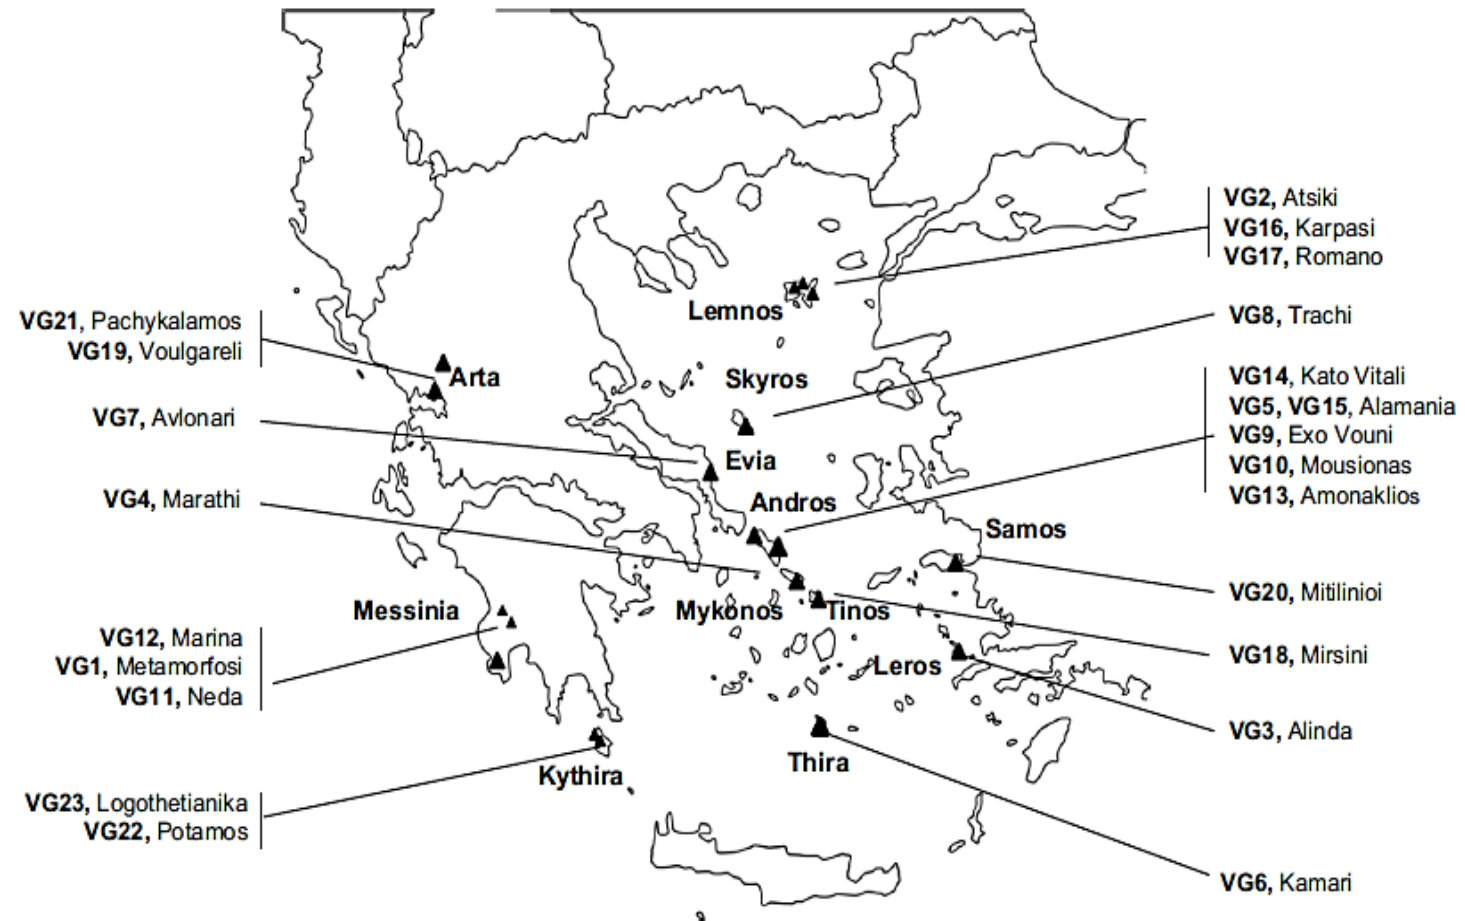 VG2, Atsiki
VG16, Karpasi
VG17, Romano
Lemnos
VG21, Pachykalamos
VG19, Voulgareli
VG8, Trachi
Arta
Skyros
VG14, Kato Vitali
VG5, VG15, Alamania
VG9, Exo Vouni
VG10, Mousionas
VG13, Amonaklios
VG7, Avlonari
Evia
VG4, Marathi
Andros
Samos
VG20, Mitilinioi
Messinia
Mykonos
Tinos
VG12, Marina
VG1, Metamorfosi
VG11, Neda
VG18, Mirsini
Leros
VG3, Alinda
Thira
Kythira
VG23, Logothetianika
VG22, Potamos
VG6, Kamari